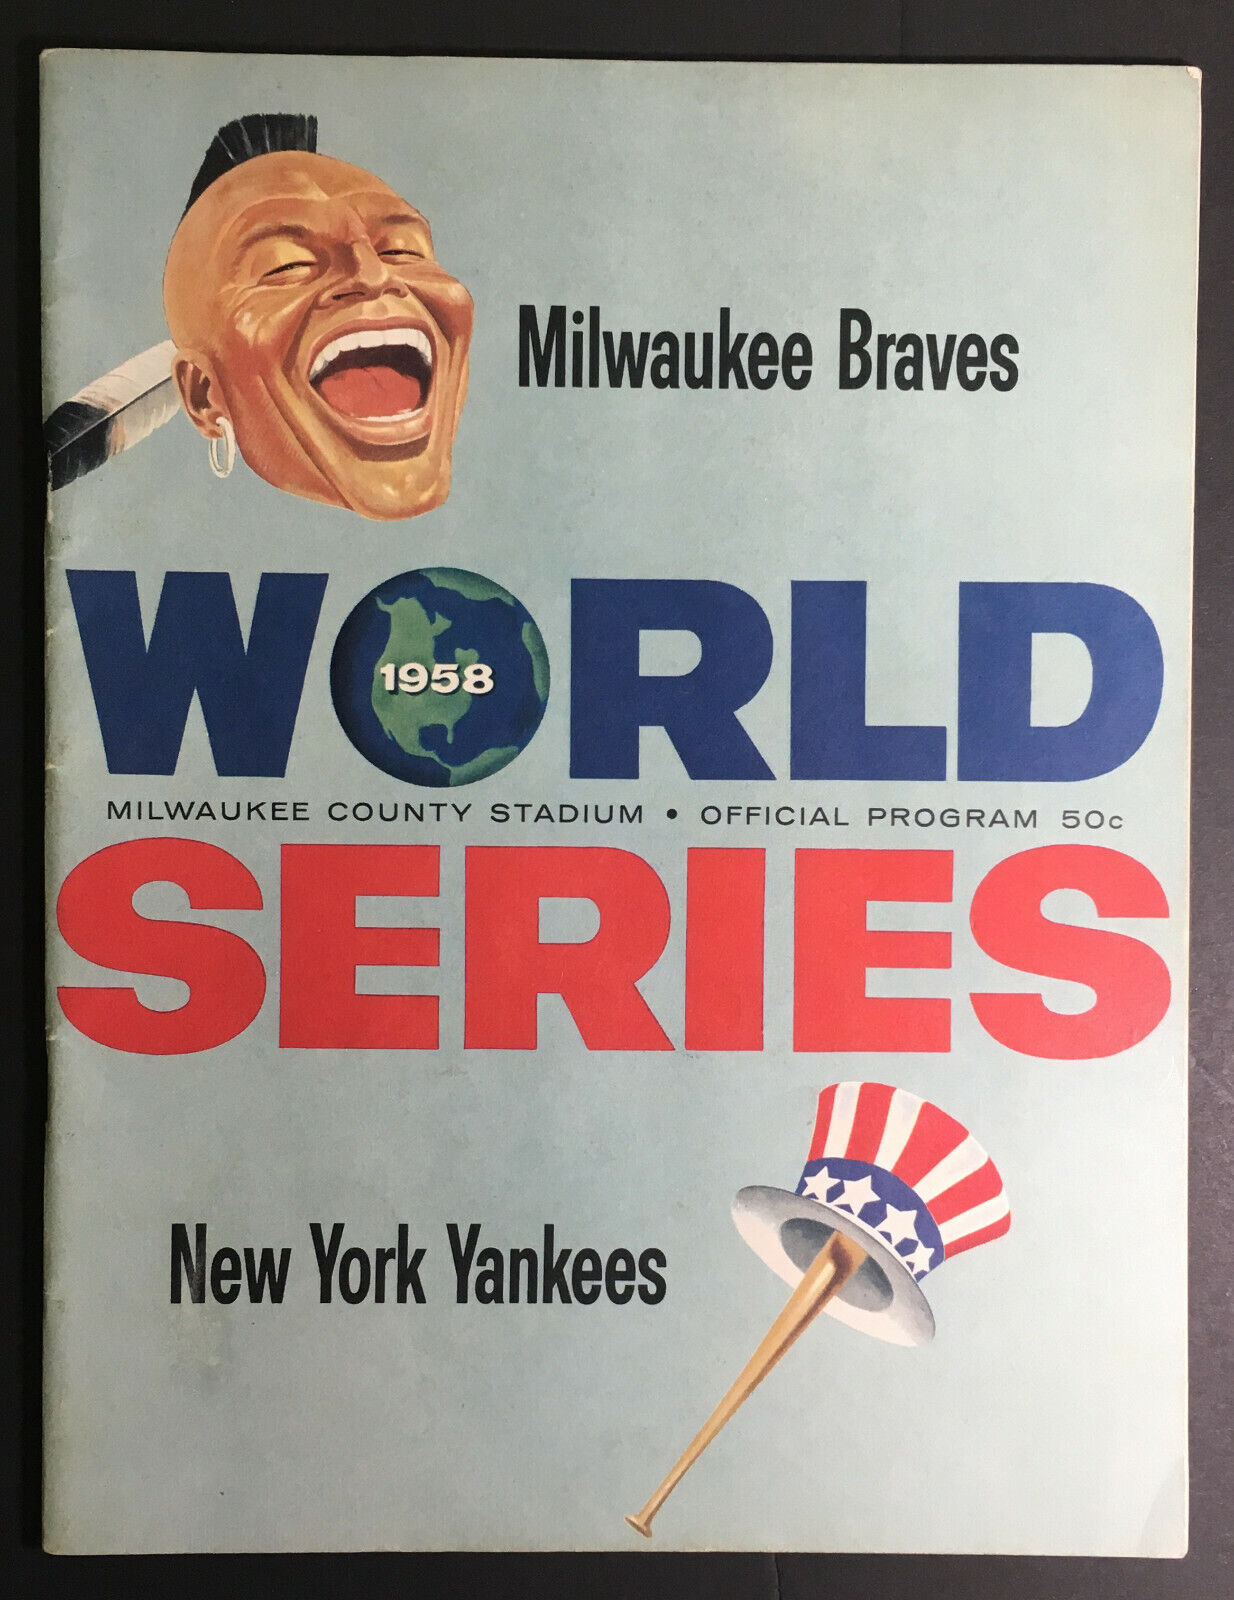 Milwaukee Braves
WORLD
1958
MILWAUKEE COUNTY STADIUM • OFFICIAL PROGRAM 50c
SERIES
New York Yankees